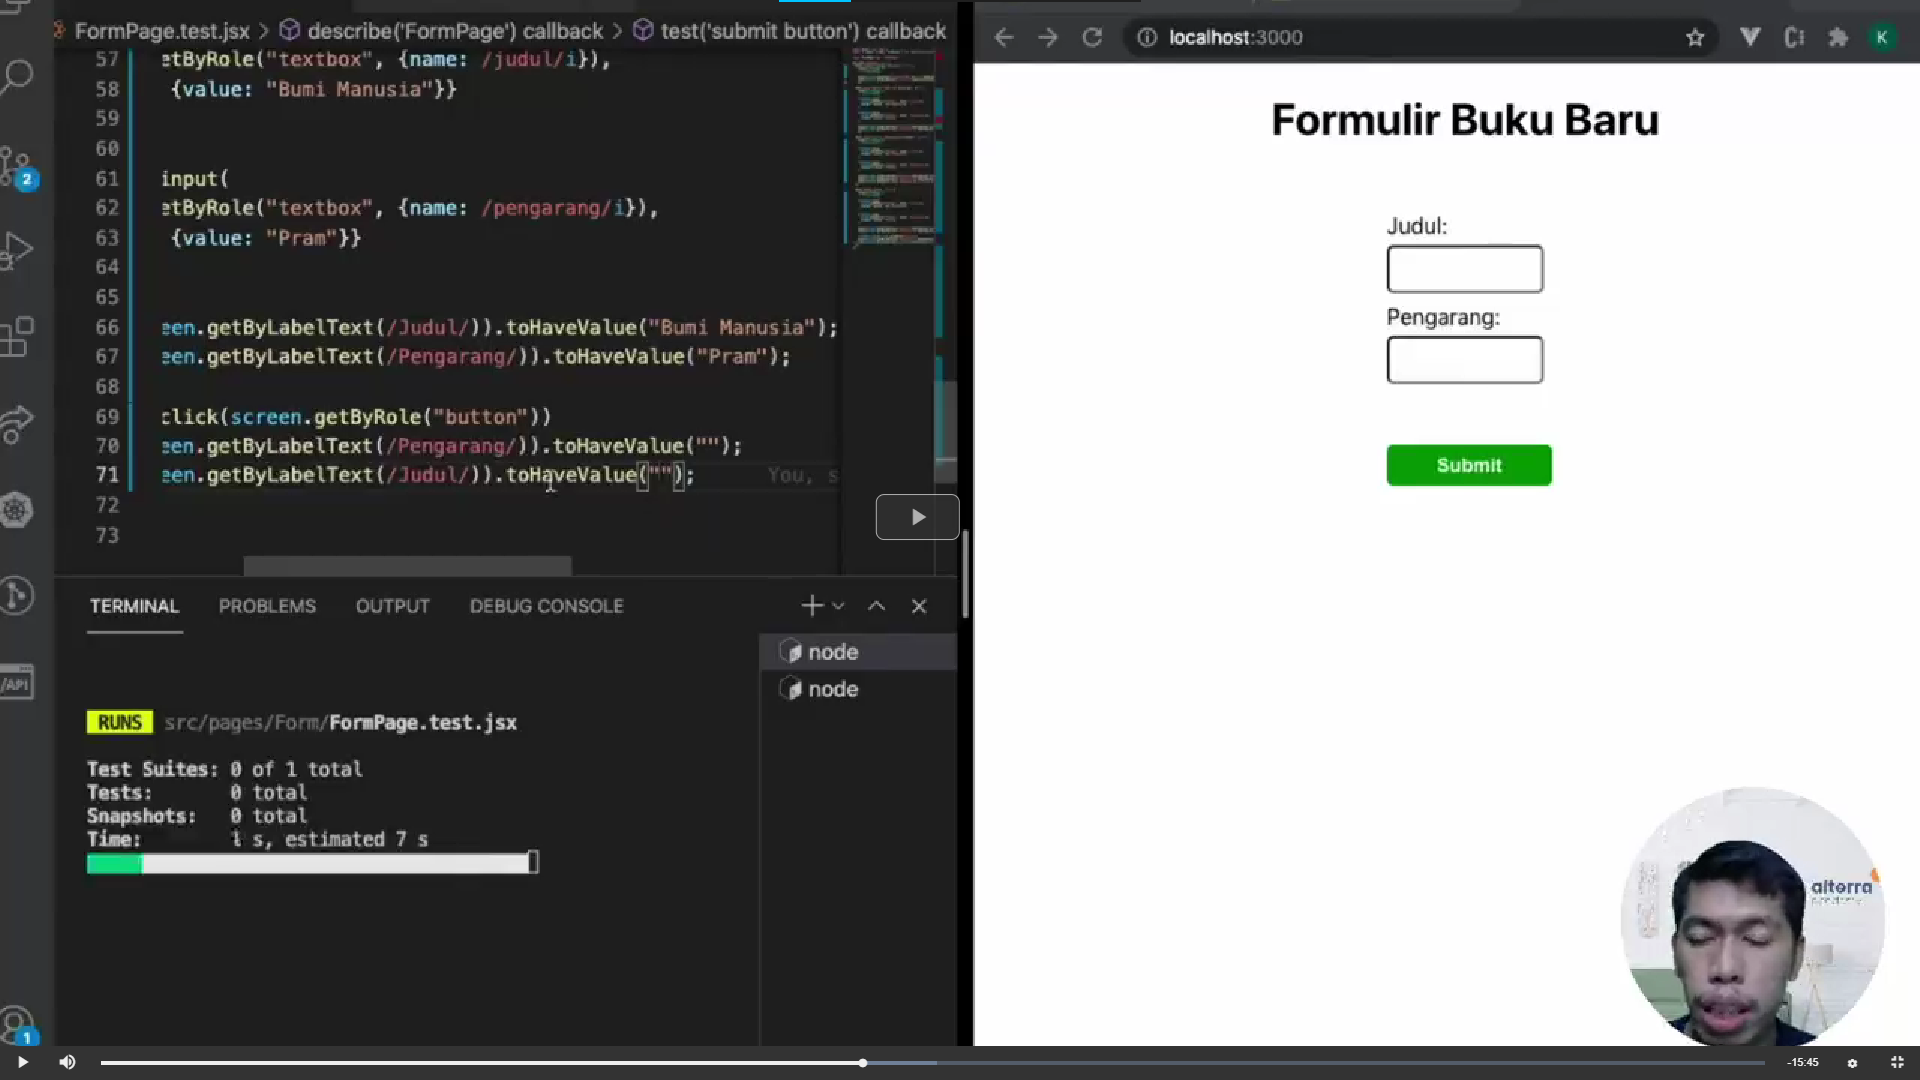 FormPage.test.jsx > describe('FormPage') callback > test('submit button') callback
57 etByRole("textbox", {name: /judul/i}),
58 {value: "Bumi Manusia"}}
59
60
61 input(
62 etByRole("textbox", {name: /pengarang/i}),
63 {value: "Pram"}}
64
65
66 een.getByLabelText(/Judul/)).toHaveValue("Bumi Manusia");
67 een.getByLabelText(/Pengarang/)).toHaveValue("Pram");
68
69 click(screen.getByRole("button"))
70 een.getByLabelText(/Pengarang/)).toHaveValue("");
71 een.getByLabelText(/Judul/)).toHaveValue(""); You, s
72
73
2
/API
1
TERMINAL PROBLEMS OUTPUT DEBUG CONSOLE
node
node
RUNS src/pages/Form/FormPage.test.jsx
Test Suites: 0 of 1 total
Tests: 0 total
Snapshots: 0 total
Time: 1 s, estimated 7 s
localhost:3000
K
Formulir Buku Baru
Judul:
Pengarang:
Submit
alterra
academy
-15:45